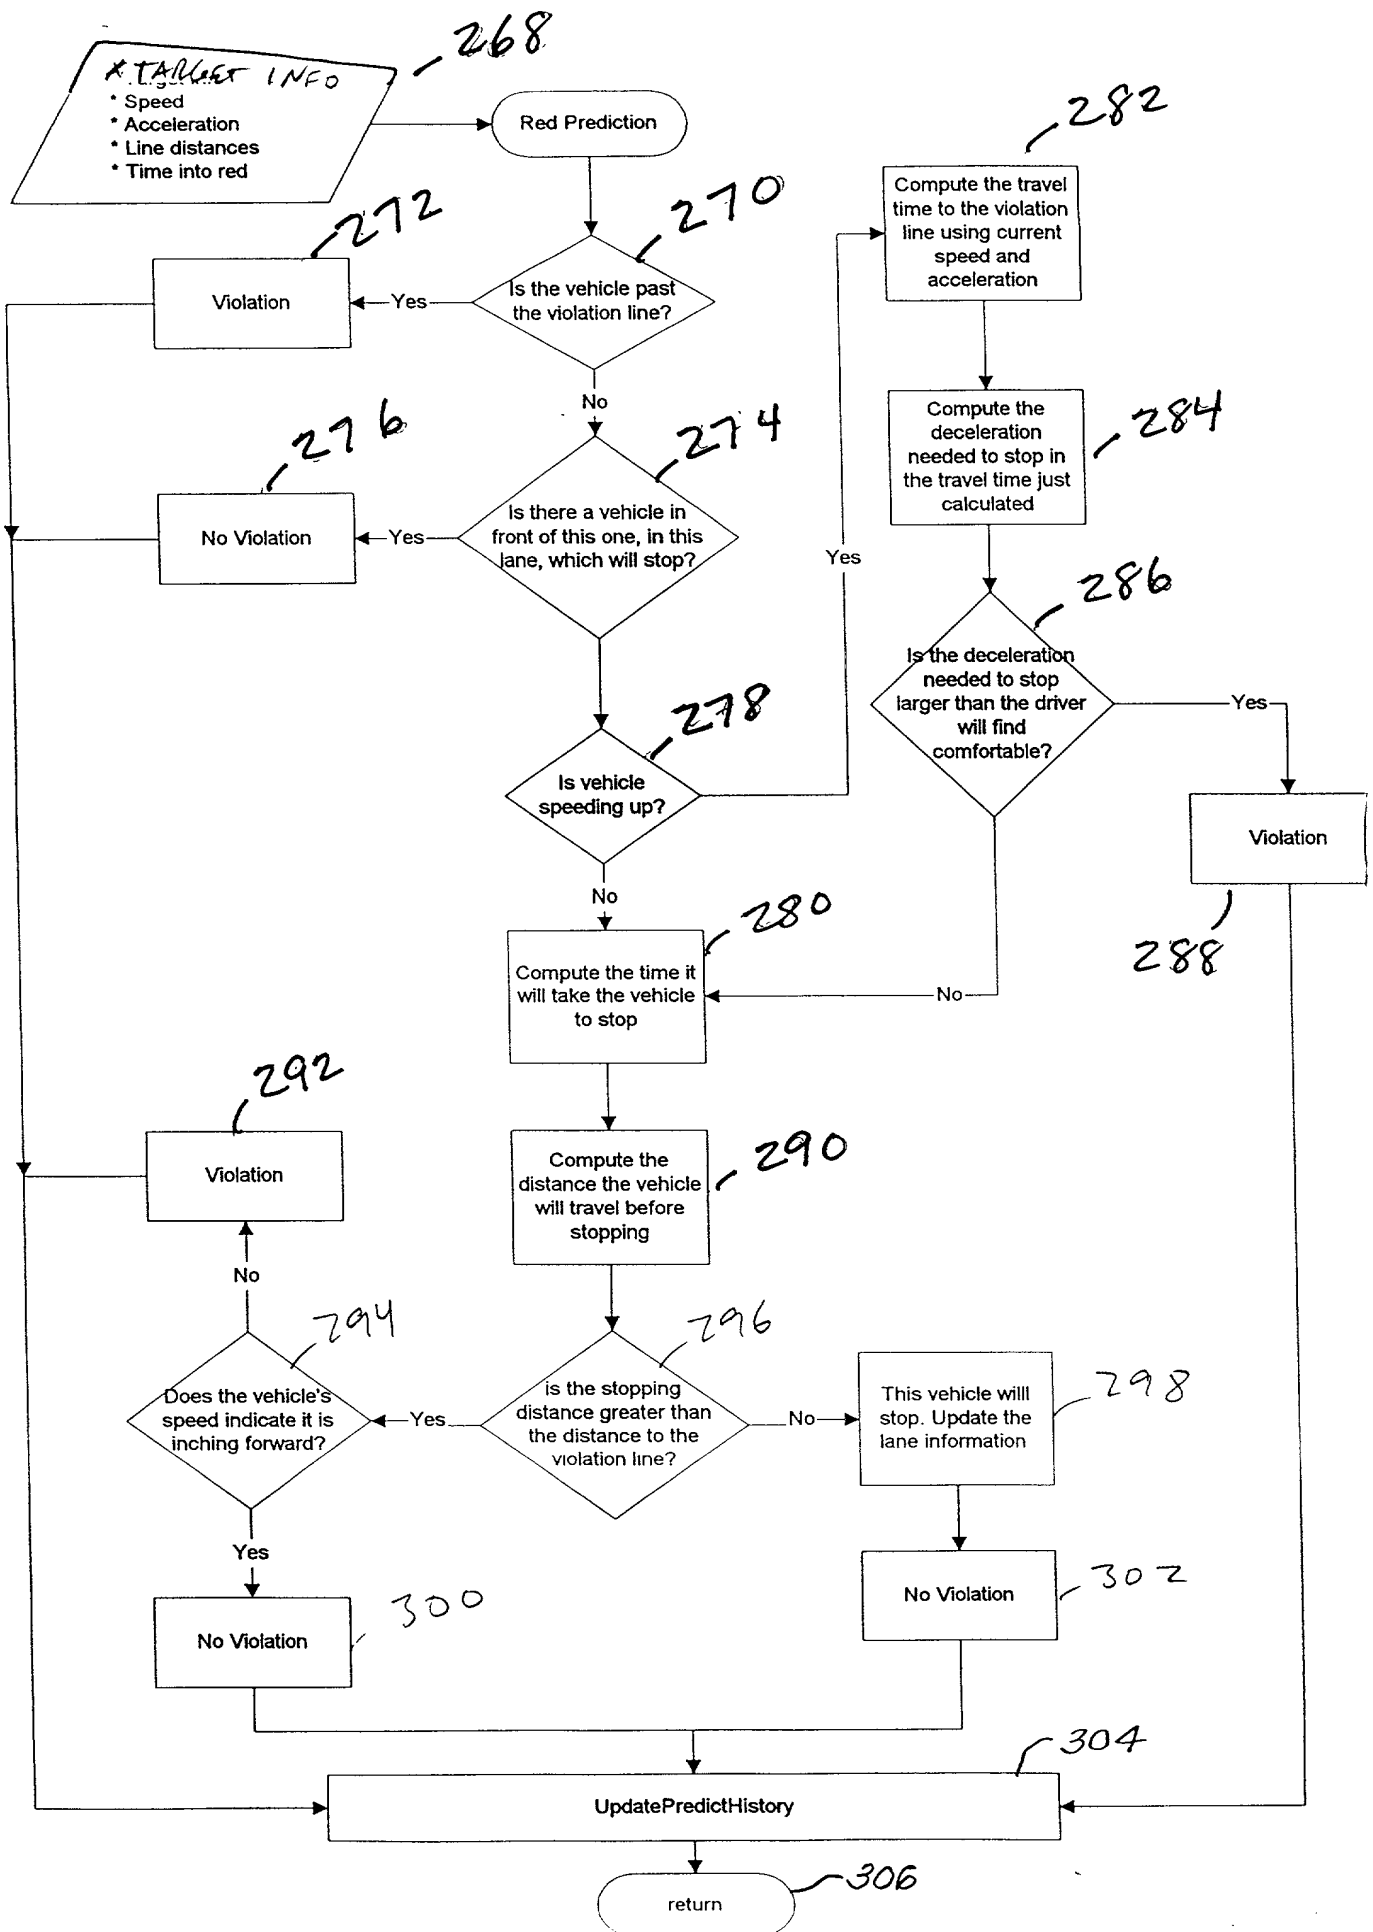 268
* TARGET INFO
* Speed
* Acceleration
* Line distances
* Time into red
Red Prediction
282
Compute the travel
time to the violation
line using current
speed and
acceleration
272
270
Violation
Yes
Is the vehicle past
the violation line?
No
276
274
284
Compute the
deceleration
needed to stop in
the travel time just
calculated
No Violation
Yes
Is there a vehicle in
front of this one, in this
lane, which will stop?
Yes
286
Is the deceleration
needed to stop
larger than the driver
will find
comfortable?
Yes
278
Is vehicle
speeding up?
Violation
288
No
280
Compute the time it
will take the vehicle
to stop
No
292
Violation
290
Compute the
distance the vehicle
will travel before
stopping
No
294
Does the vehicle's
speed indicate it is
inching forward?
Yes
296
is the stopping
distance greater than
the distance to the
violation line?
No
This vehicle willl
stop. Update the
lane information
298
Yes
No Violation
300
No Violation
302
304
UpdatePredictHistory
return
306